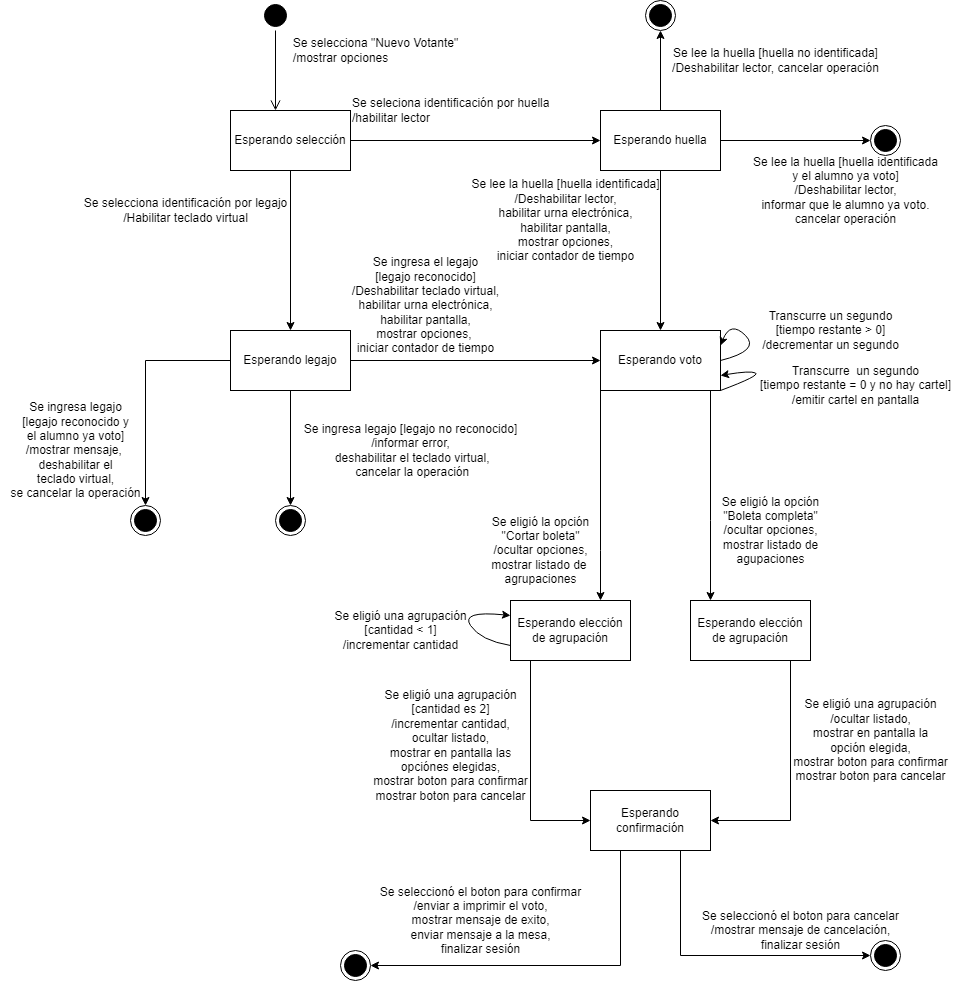 Se selecciona "Nuevo Votante"
/mostrar opciones
Se lee la huella [huella no identificada]
/Deshabilitar lector, cancelar operación
Se seleciona identificación por huella
/habilitar lector
Esperando selección
Esperando huella
Se lee la huella [huella identificada
y el alumno ya voto]
/Deshabilitar lector,
informar que le alumno ya voto.
cancelar operación
Se selecciona identificación por legajo
/Habilitar teclado virtual
Se lee la huella [huella identificada]
/Deshabilitar lector,
habilitar urna electrónica,
habilitar pantalla,
mostrar opciones,
iniciar contador de tiempo
Se ingresa el legajo
[legajo reconocido]
/Deshabilitar teclado virtual,
habilitar urna electrónica,
habilitar pantalla,
mostrar opciones,
iniciar contador de tiempo
Esperando legajo
Esperando voto
Transcurre un segundo
[tiempo restante > 0]
/decrementar un segundo
Transcurre un segundo
[tiempo restante = 0 y no hay cartel]
/emitir cartel en pantalla
Se ingresa legajo
[legajo reconocido y
el alumno ya voto]
/mostrar mensaje,
deshabilitar el
teclado virtual,
se cancelar la operación
Se ingresa legajo [legajo no reconocido]
/informar error,
deshabilitar el teclado virtual,
cancelar la operación
Se eligió la opción
"Cortar boleta"
/ocultar opciones,
mostrar listado de
agrupaciones
Se eligió la opción
"Boleta completa"
/ocultar opciones,
mostrar listado de
agupaciones
Se eligió una agrupación
[cantidad < 1]
/incrementar cantidad
Esperando elección
de agrupación
Esperando elección
de agrupación
Se eligió una agrupación
[cantidad es 2]
/incrementar cantidad,
ocultar listado,
mostrar en pantalla las
opciónes elegidas,
mostrar boton para confirmar
mostrar boton para cancelar
Se eligió una agrupación
/ocultar listado,
mostrar en pantalla la
opción elegida,
mostrar boton para confirmar
mostrar boton para cancelar
Esperando
confirmación
Se seleccionó el boton para confirmar
/enviar a imprimir el voto,
mostrar mensaje de exito,
enviar mensaje a la mesa,
finalizar sesión
Se seleccionó el boton para cancelar
/mostrar mensaje de cancelación,
finalizar sesión